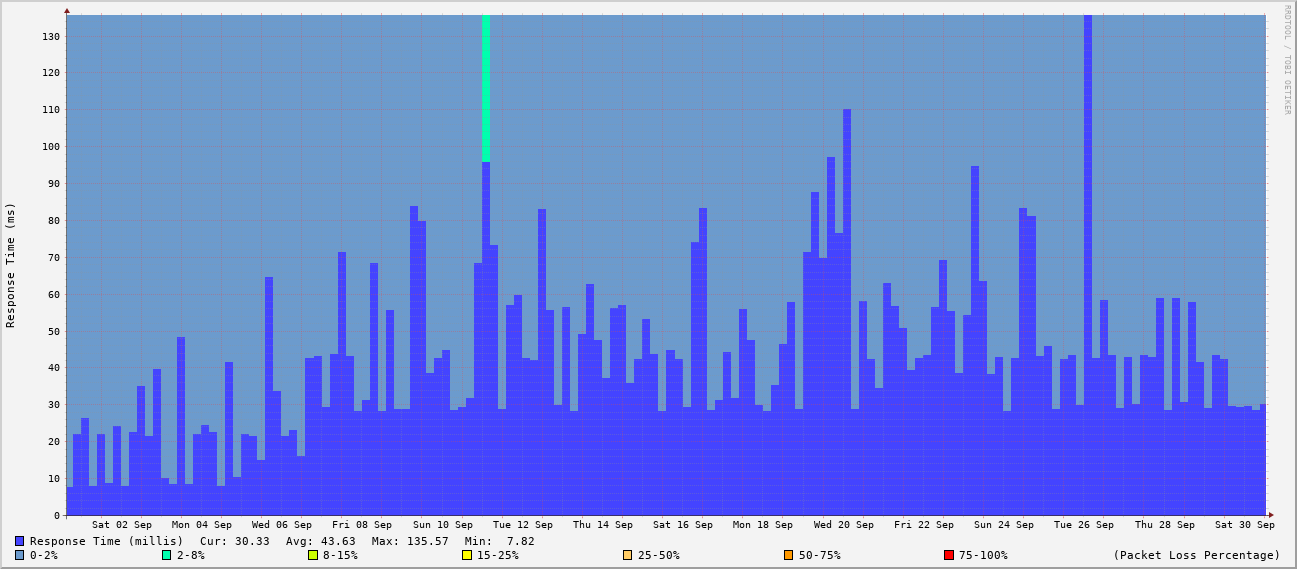 RRDTOOL / TOBI OETIKER
Response Time (ms)
130
120
110
100
90
80
70
60
50
40
30
20
10
0
Sat 02 Sep Mon 04 Sep Wed 06 Sep Fri 08 Sep Sun 10 Sep Tue 12 Sep Thu 14 Sep Sat 16 Sep Mon 18 Sep Wed 20 Sep Fri 22 Sep Sun 24 Sep Tue 26 Sep Thu 28 Sep Sat 30 Sep
Response Time (millis) Cur: 30.33 Avg: 43.63 Max: 135.57 Min: 7.82
0-2% 2-8% 8-15% 15-25% 25-50% 50-75% 75-100% (Packet Loss Percentage)